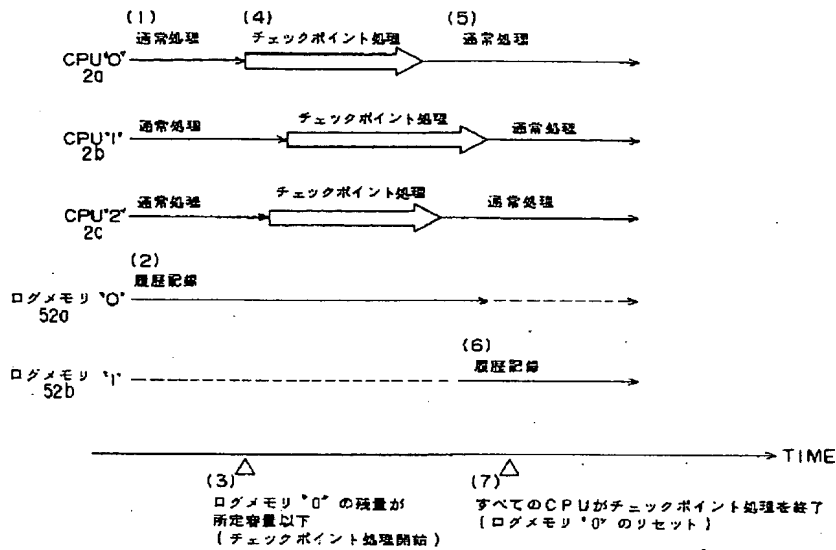 (1)
(4)
(5)
通常処理
チェックポイント処理
通常処理
CPU"0"
2a
CPU"1"
2b
通常処理
チェックポイント処理
通常処理
CPU"2"
2c
通常処理
チェックポイント処理
通常処理
(2)
履歴記録
ログメモリ "0"
52a
(6)
履歴記録
ログメモリ "1"
52b
TIME
(3)
ログメモリ "0" の残量が
所定容量以下
(チェックポイント処理開始)
(7)
すべてのCPUがチェックポイント処理を終了
(ログメモリ "0" のリセット)